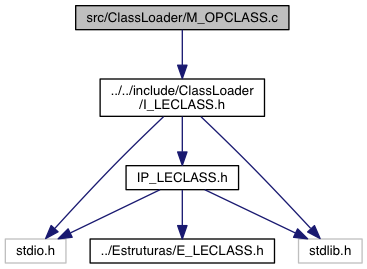 src/ClassLoader/M_OPCLASS.c
../../include/ClassLoader
/I_LECLASS.h
IP_LECLASS.h
stdio.h
../Estruturas/E_LECLASS.h
stdlib.h